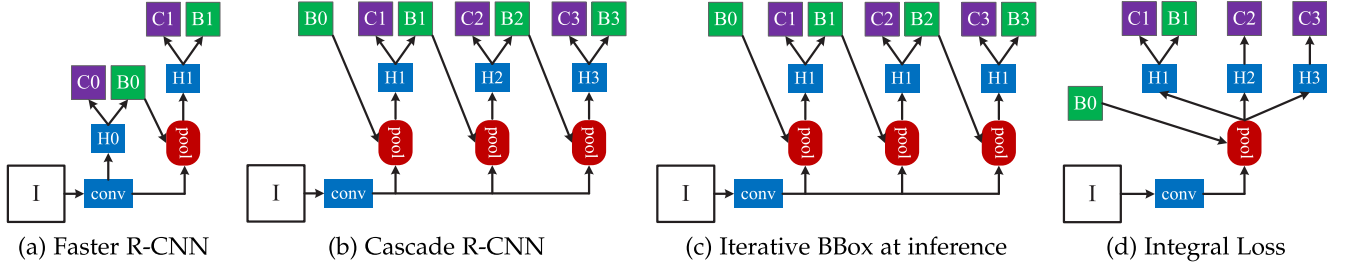 C1 B1
C0 B0 H1
H0 pool
I conv
(a) Faster R-CNN
B0 C1 B1 C2 B2 C3 B3
H1 H2 H3
pool pool pool
I conv
(b) Cascade R-CNN
B0 C1 B1 C2 B2 C3 B3
H1 H1 H1
pool pool pool
I conv
(c) Iterative BBox at inference
C1 B1 C2 C3
H1 H2 H3
B0
pool
I conv
(d) Integral Loss